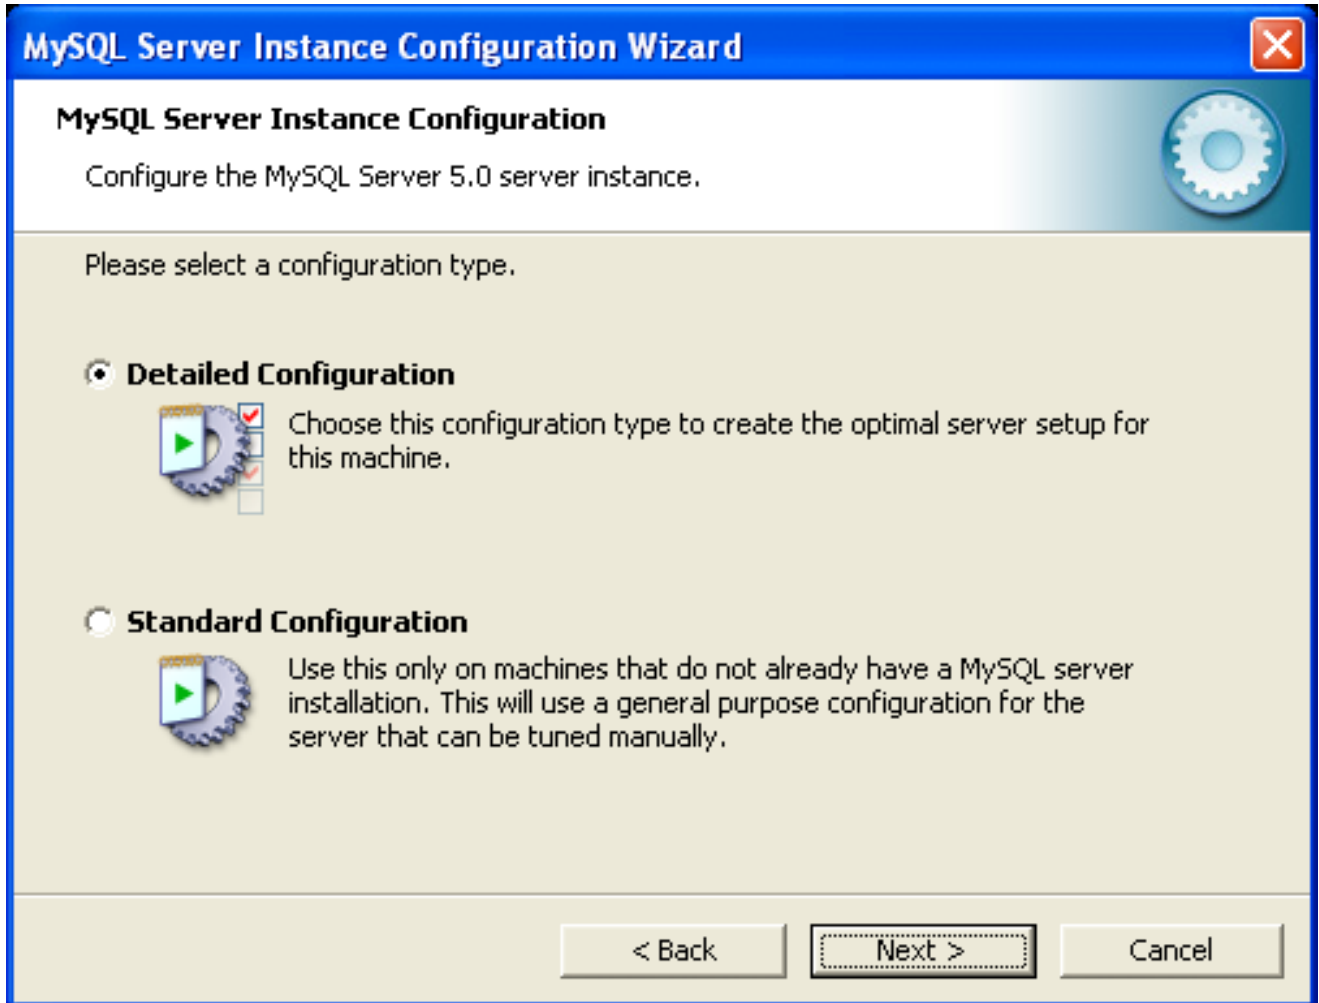 MySQL Server Instance Configuration Wizard
MySQL Server Instance Configuration
Configure the MySQL Server 5.0 server instance.
Please select a configuration type.
Detailed Configuration
Choose this configuration type to create the optimal server setup for
this machine.
Standard Configuration
Use this only on machines that do not already have a MySQL server
installation. This will use a general purpose configuration for the
server that can be tuned manually.
< Back
Next >
Cancel